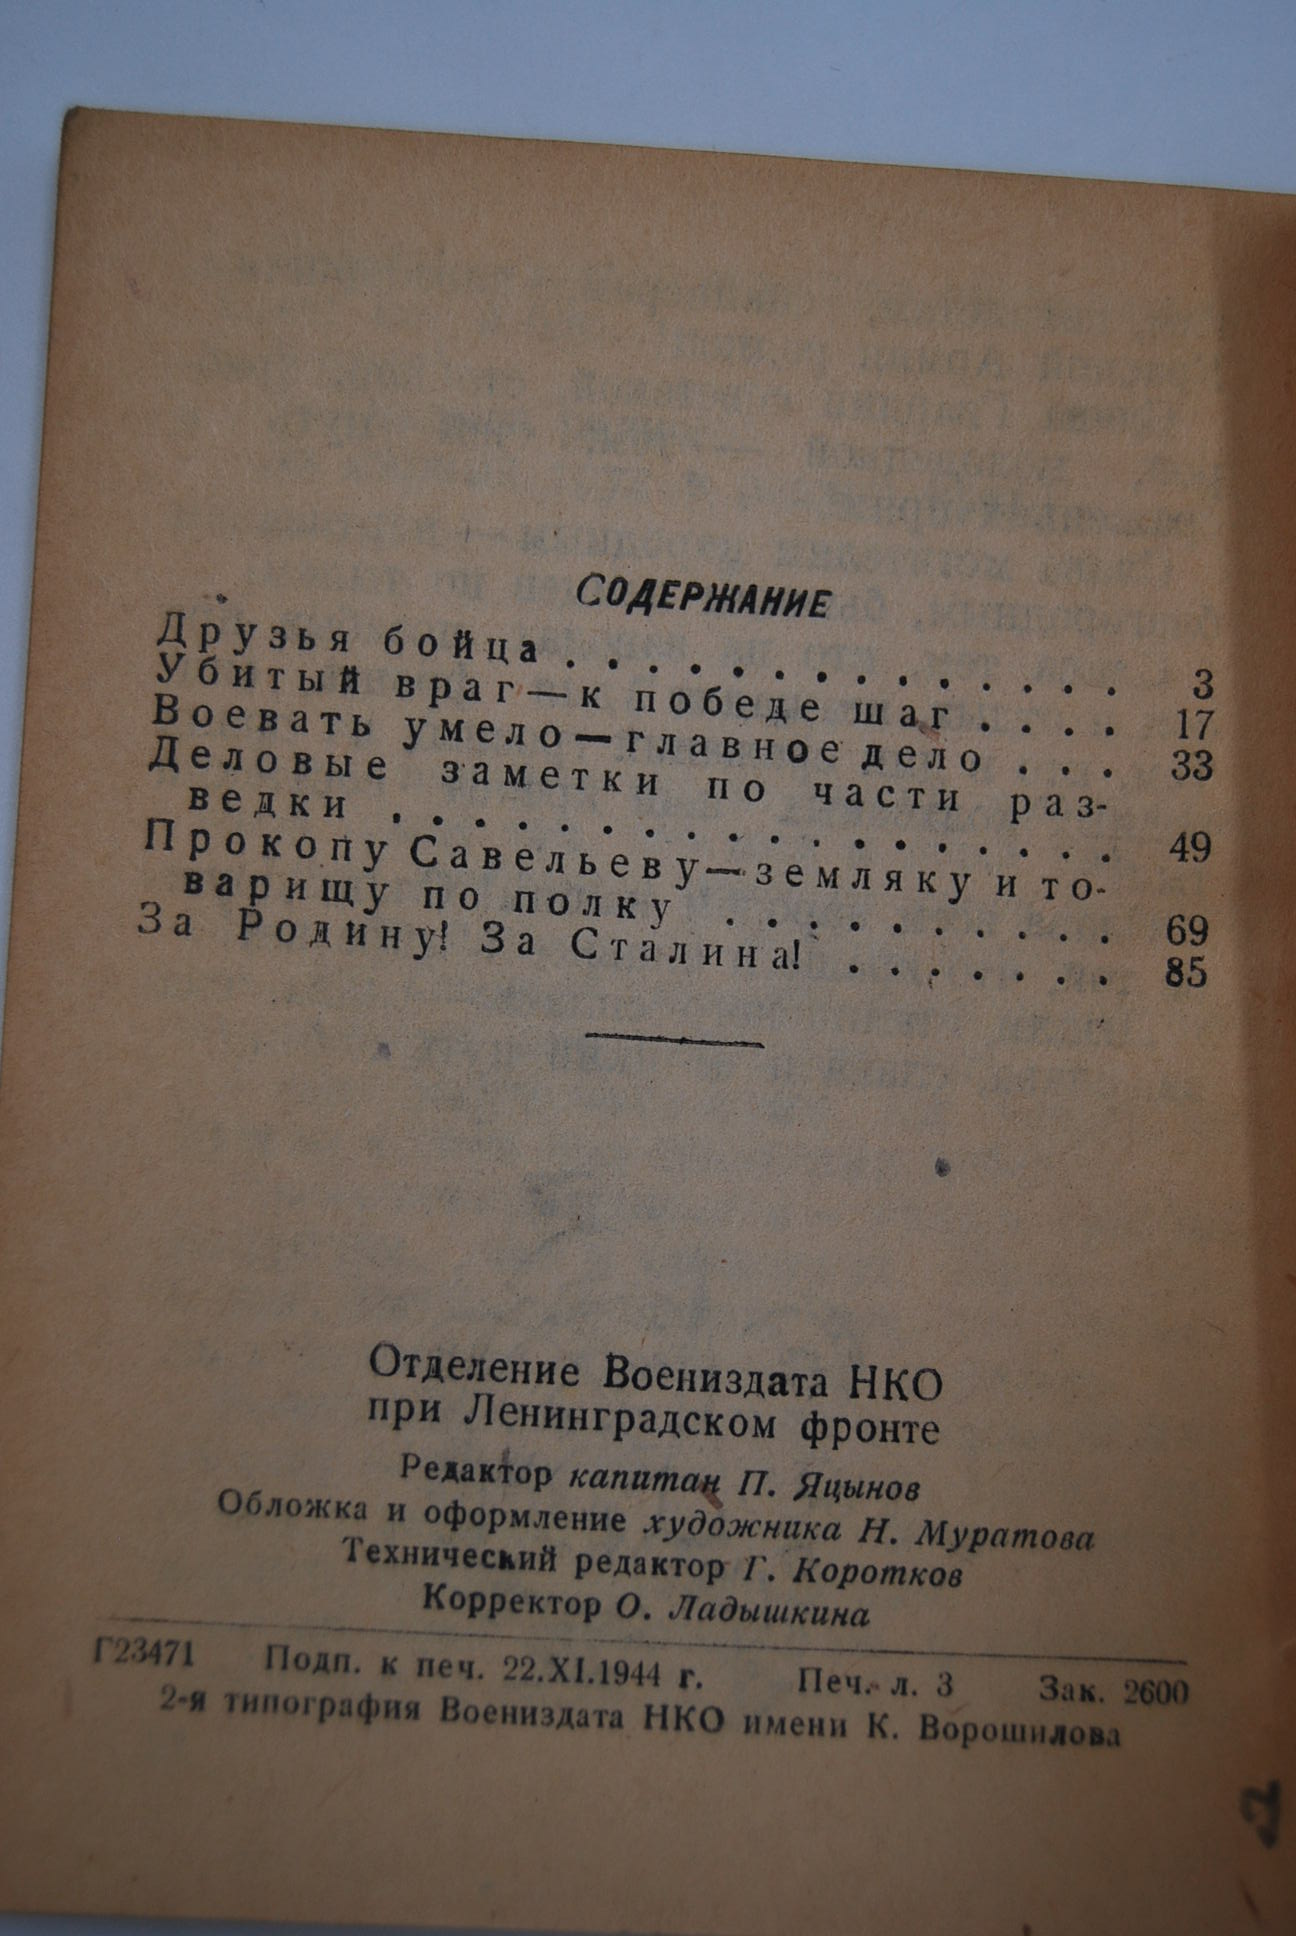 СОДЕРЖАНИЕ
Друзья бойца . . . . . . . . . . . . . . 3
Убитый враг—к победе шаг . . . . 17
Воевать умело—главное дело . . . 33
Деловые заметки по части раз-
ведки . . . . . . . . . . . . . . . . . . 49
Прокопу Савельеву—земляку и то-
варищу по полку . . . . . . . . . . 69
За Родину! За Сталина! . . . . . . . 85
Отделение Воениздата НКО
при Ленинградском фронте
Редактор капитан П. Яцынов
Обложка и оформление художника Н. Муратова
Технический редактор Г. Коротков
Корректор О. Ладышкина
Г23471 Подп. к печ. 22.XI.1944 г. Печ. л. 3 Зак. 2600
2-я типография Воениздата НКО имени К. Ворошилова